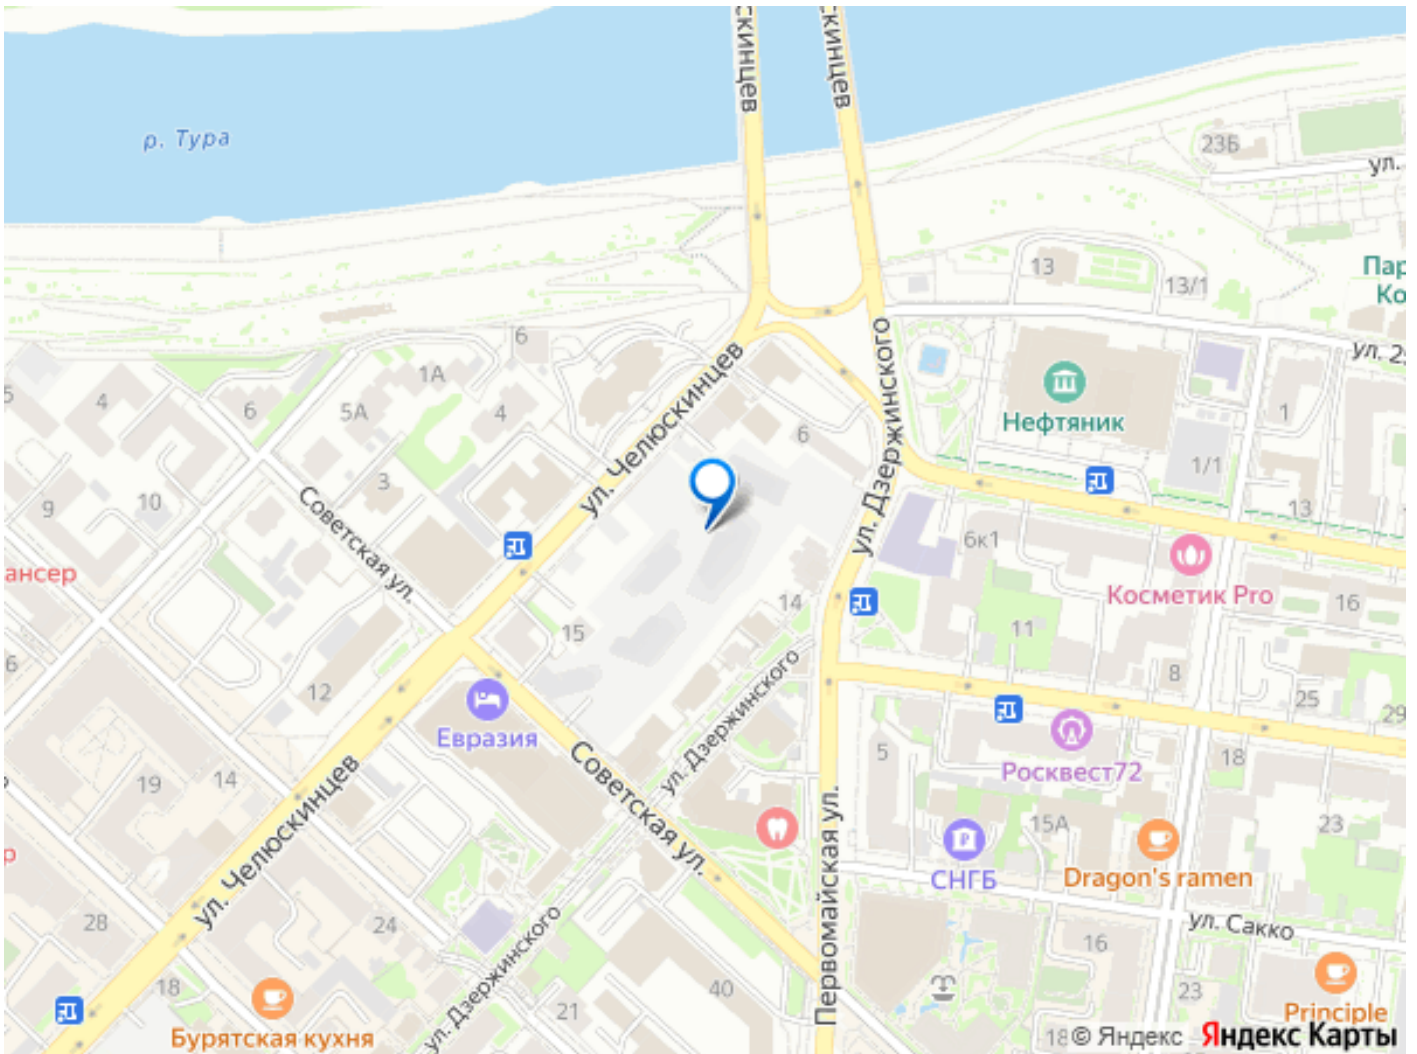 скинцев
скинцев
р. Тура
23Б
ул.
13
13/1
Пар
Ко
ул. Дзержинского
6
ул. Челюскинцев
ул. 2
1А
5
4
6
5А
4
Нефтяник
1
6
3
1/1
10
9
Советская ул.
13
6к1
ансер
Косметик Pro
14
16
15
11
6
12
8
25
29
Евразия
ул. Дзержинского
Советская ул.
5
Росквест72
18
19
14
ул. Челюскинцев
Первомайская ул.
15А
23
р
СНГБ
Dragon's ramen
28
24
ул. Дзержинского
ул. Сакко
16
18
40
23
21
Principle
Бурятская кухня
18
© Яндекс Яндекс Карты